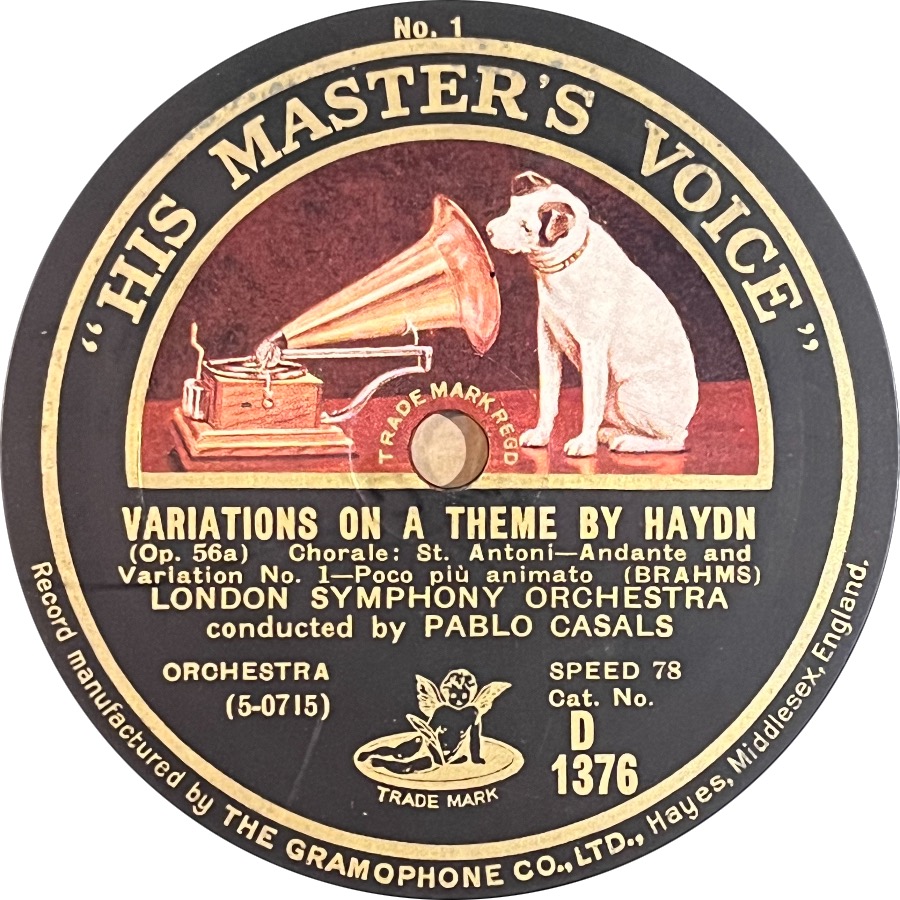 No. 1
“HIS MASTER'S VOICE”
TRADE MARK REGD
VARIATIONS ON A THEME BY HAYDN
(Op. 56a) Chorale: St. Antoni—Andante and
Variation No. 1—Poco più animato (BRAHMS)
LONDON SYMPHONY ORCHESTRA
conducted by PABLO CASALS
ORCHESTRA
(5-0715)
SPEED 78
Cat. No.
D
1376
TRADE MARK
Record manufactured by THE GRAMOPHONE CO., LTD., Hayes, Middlesex, England.